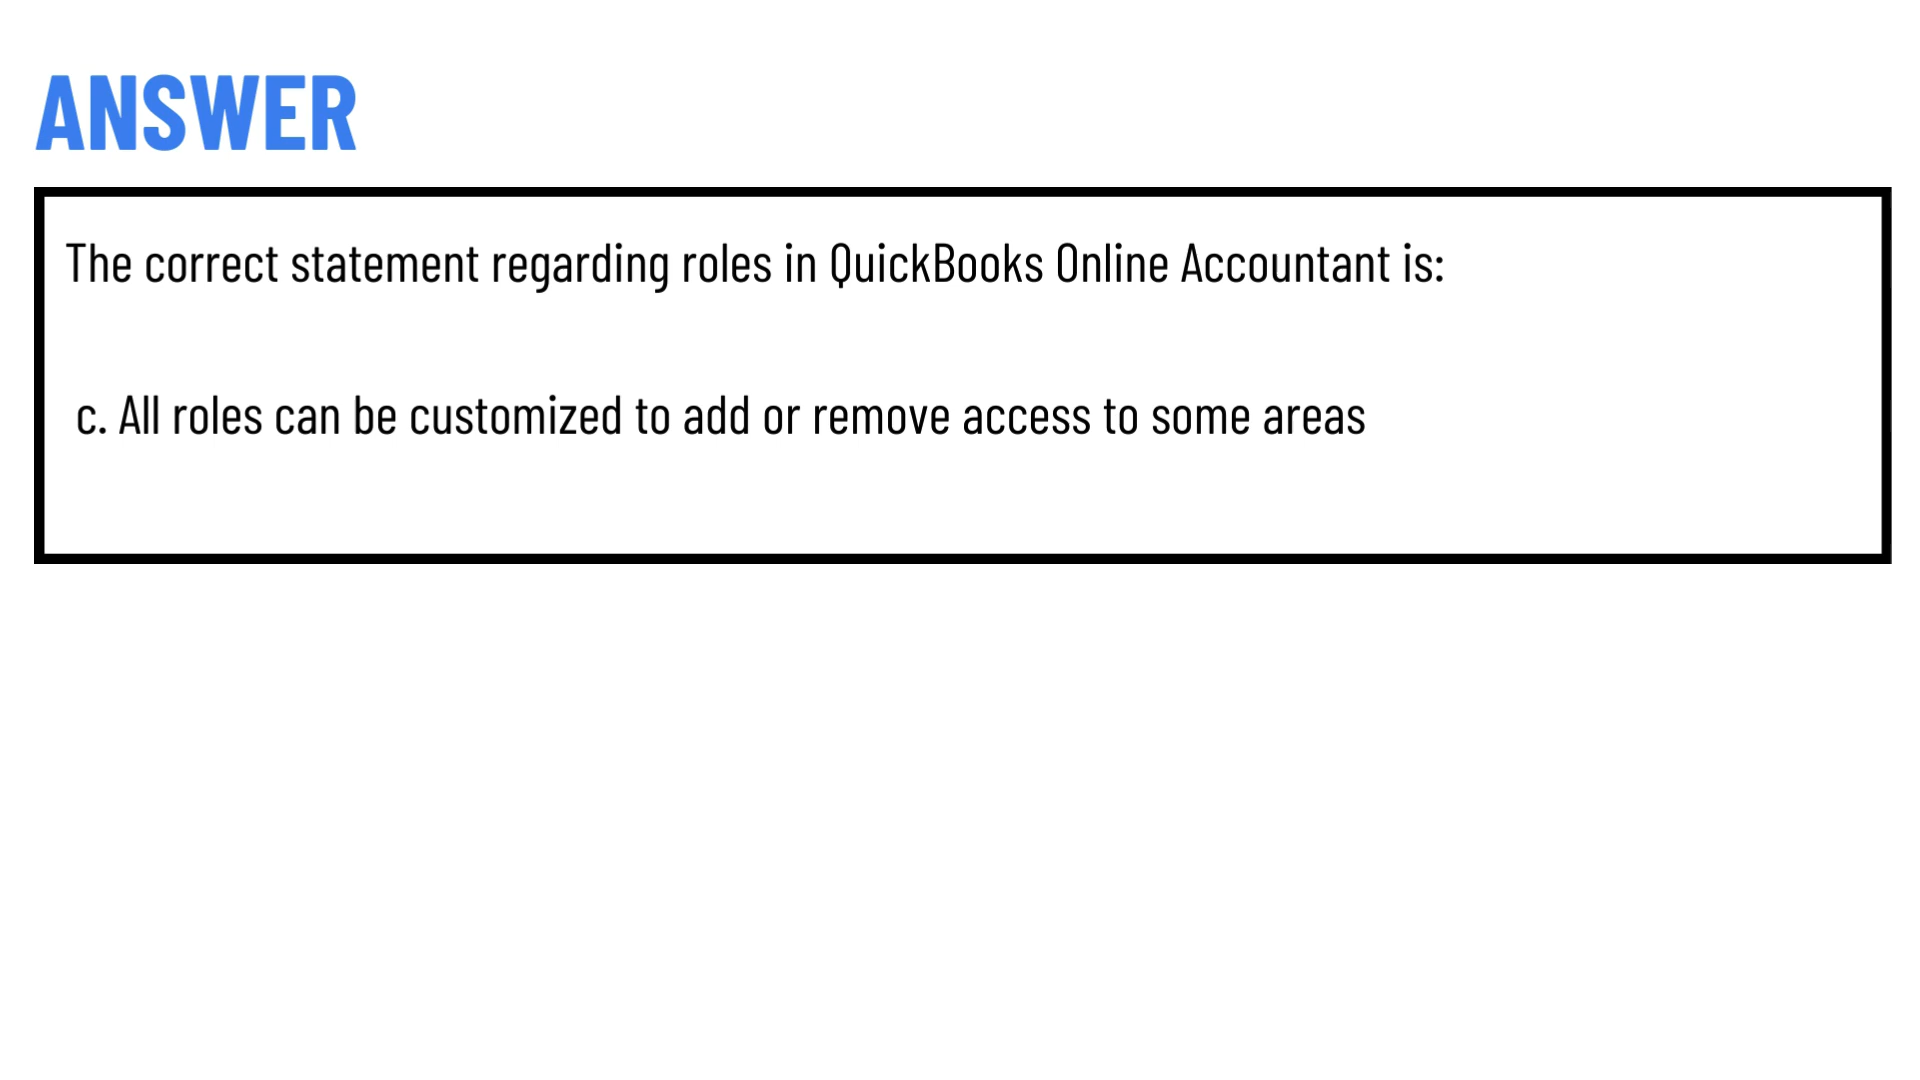 ANSWER
The correct statement regarding roles in QuickBooks Online Accountant is:
c. All roles can be customized to add or remove access to some areas